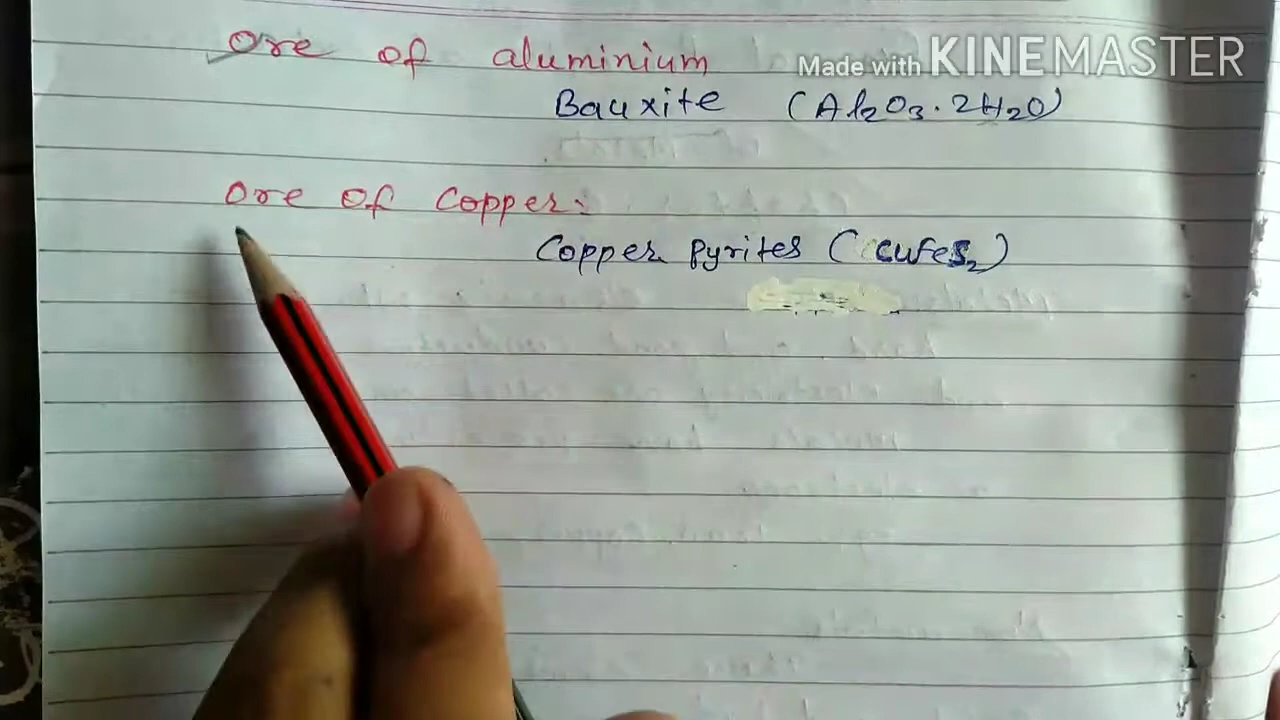 Ore of aluminium
Made with KINEMASTER
Bauxite (Al2O3·2H2O)
Ore of Copper:
Copper Pyrites (CuFeS2)